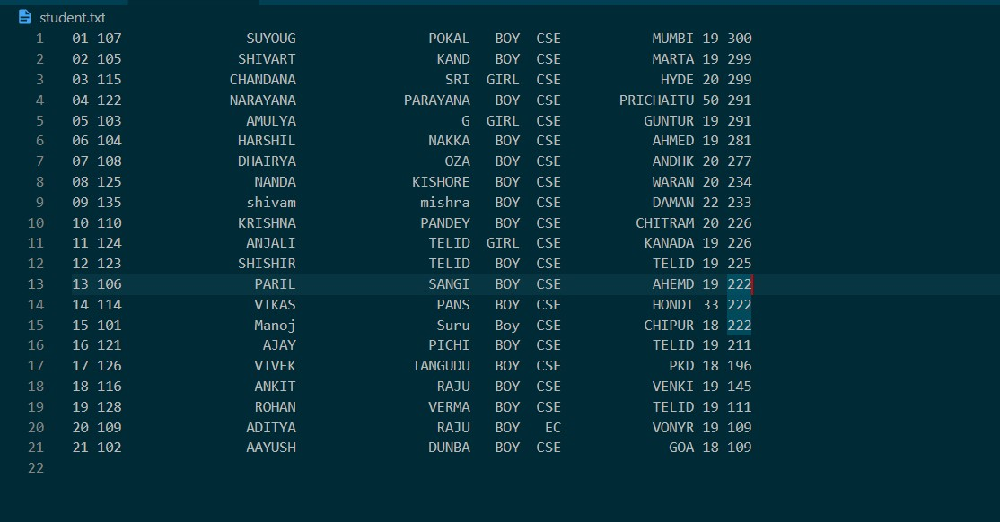 student.txt
1 01 107 SUYOUG POKAL BOY CSE MUMBI 19 300
2 02 105 SHIVART KAND BOY CSE MARTA 19 299
3 03 115 CHANDANA SRI GIRL CSE HYDE 20 299
4 04 122 NARAYANA PARAYANA BOY CSE PRICHAITU 50 291
5 05 103 AMULYA G GIRL CSE GUNTUR 19 291
6 06 104 HARSHIL NAKKA BOY CSE AHMED 19 281
7 07 108 DHAIRYA OZA BOY CSE ANDHK 20 277
8 08 125 NANDA KISHORE BOY CSE WARAN 20 234
9 09 135 shivam mishra BOY CSE DAMAN 22 233
10 10 110 KRISHNA PANDEY BOY CSE CHITRAM 20 226
11 11 124 ANJALI TELID GIRL CSE KANADA 19 226
12 12 123 SHISHIR TELID BOY CSE TELID 19 225
13 13 106 PARIL SANGI BOY CSE AHEMD 19 222
14 14 114 VIKAS PANS BOY CSE HONDI 33 222
15 15 101 Manoj Suru Boy CSE CHIPUR 18 222
16 16 121 AJAY PICHI BOY CSE TELID 19 211
17 17 126 VIVEK TANGUDU BOY CSE PKD 18 196
18 18 116 ANKIT RAJU BOY CSE VENKI 19 145
19 19 128 ROHAN VERMA BOY CSE TELID 19 111
20 20 109 ADITYA RAJU BOY EC VONYR 19 109
21 21 102 AAYUSH DUNBA BOY CSE GOA 18 109
22